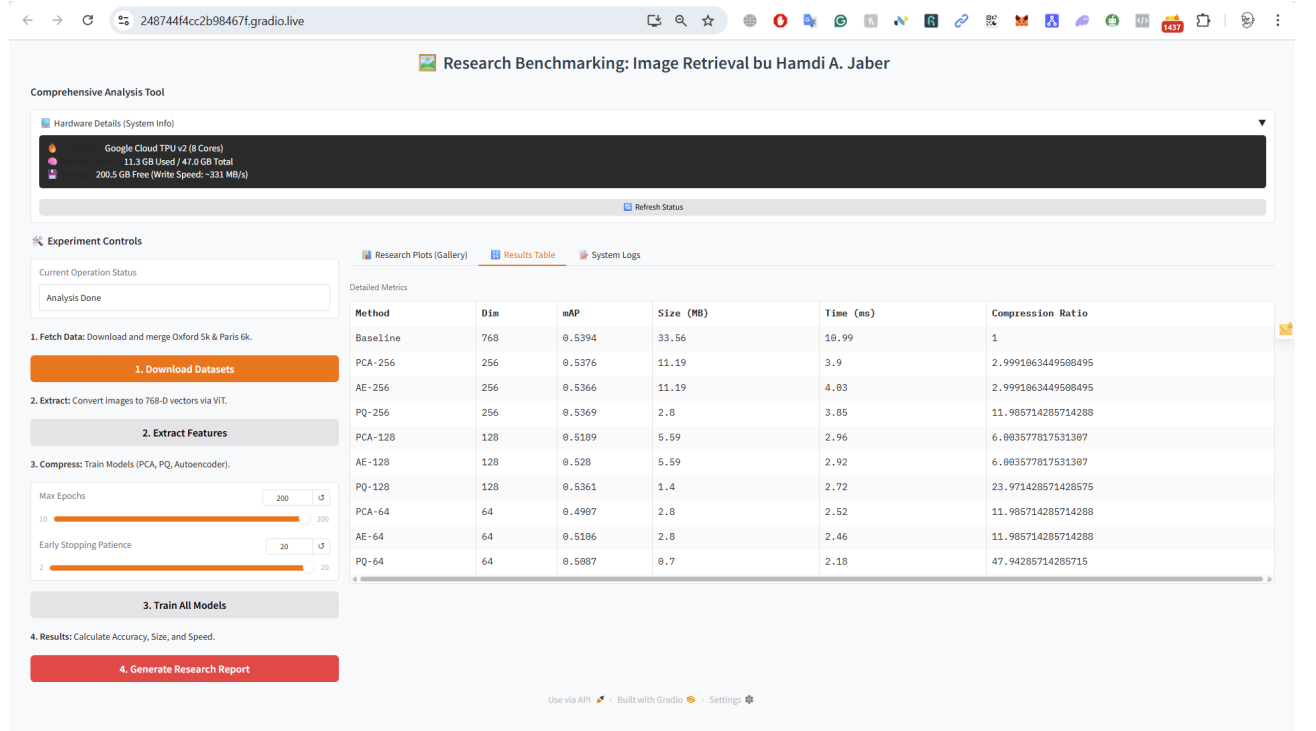 248744f4cc2b98467f.gradio.live
1437
Research Benchmarking: Image Retrieval bu Hamdi A. Jaber
Comprehensive Analysis Tool
Hardware Details (System Info)
Google Cloud TPU v2 (8 Cores)
11.3 GB Used / 47.0 GB Total
200.5 GB Free (Write Speed: ~331 MB/s)
Refresh Status
Experiment Controls
Current Operation Status
Analysis Done
1. Fetch Data: Download and merge Oxford 5k & Paris 6k.
1. Download Datasets
2. Extract: Convert images to 768-D vectors via ViT.
2. Extract Features
3. Compress: Train Models (PCA, PQ, Autoencoder).
Max Epochs 200
10 200
Early Stopping Patience 20
2 20
3. Train All Models
4. Results: Calculate Accuracy, Size, and Speed.
4. Generate Research Report
Research Plots (Gallery) Results Table System Logs
Detailed Metrics
Method Dim mAP Size (MB) Time (ms) Compression Ratio
Baseline 768 0.5394 33.56 10.99 1
PCA-256 256 0.5376 11.19 3.9 2.9991063449508495
AE-256 256 0.5366 11.19 4.03 2.9991063449508495
PQ-256 256 0.5369 2.8 3.85 11.985714285714288
PCA-128 128 0.5189 5.59 2.96 6.003577817531307
AE-128 128 0.528 5.59 2.92 6.003577817531307
PQ-128 128 0.5361 1.4 2.72 23.971428571428575
PCA-64 64 0.4907 2.8 2.52 11.985714285714288
AE-64 64 0.5106 2.8 2.46 11.985714285714288
PQ-64 64 0.5087 0.7 2.18 47.94285714285715
Use via API · Built with Gradio · Settings